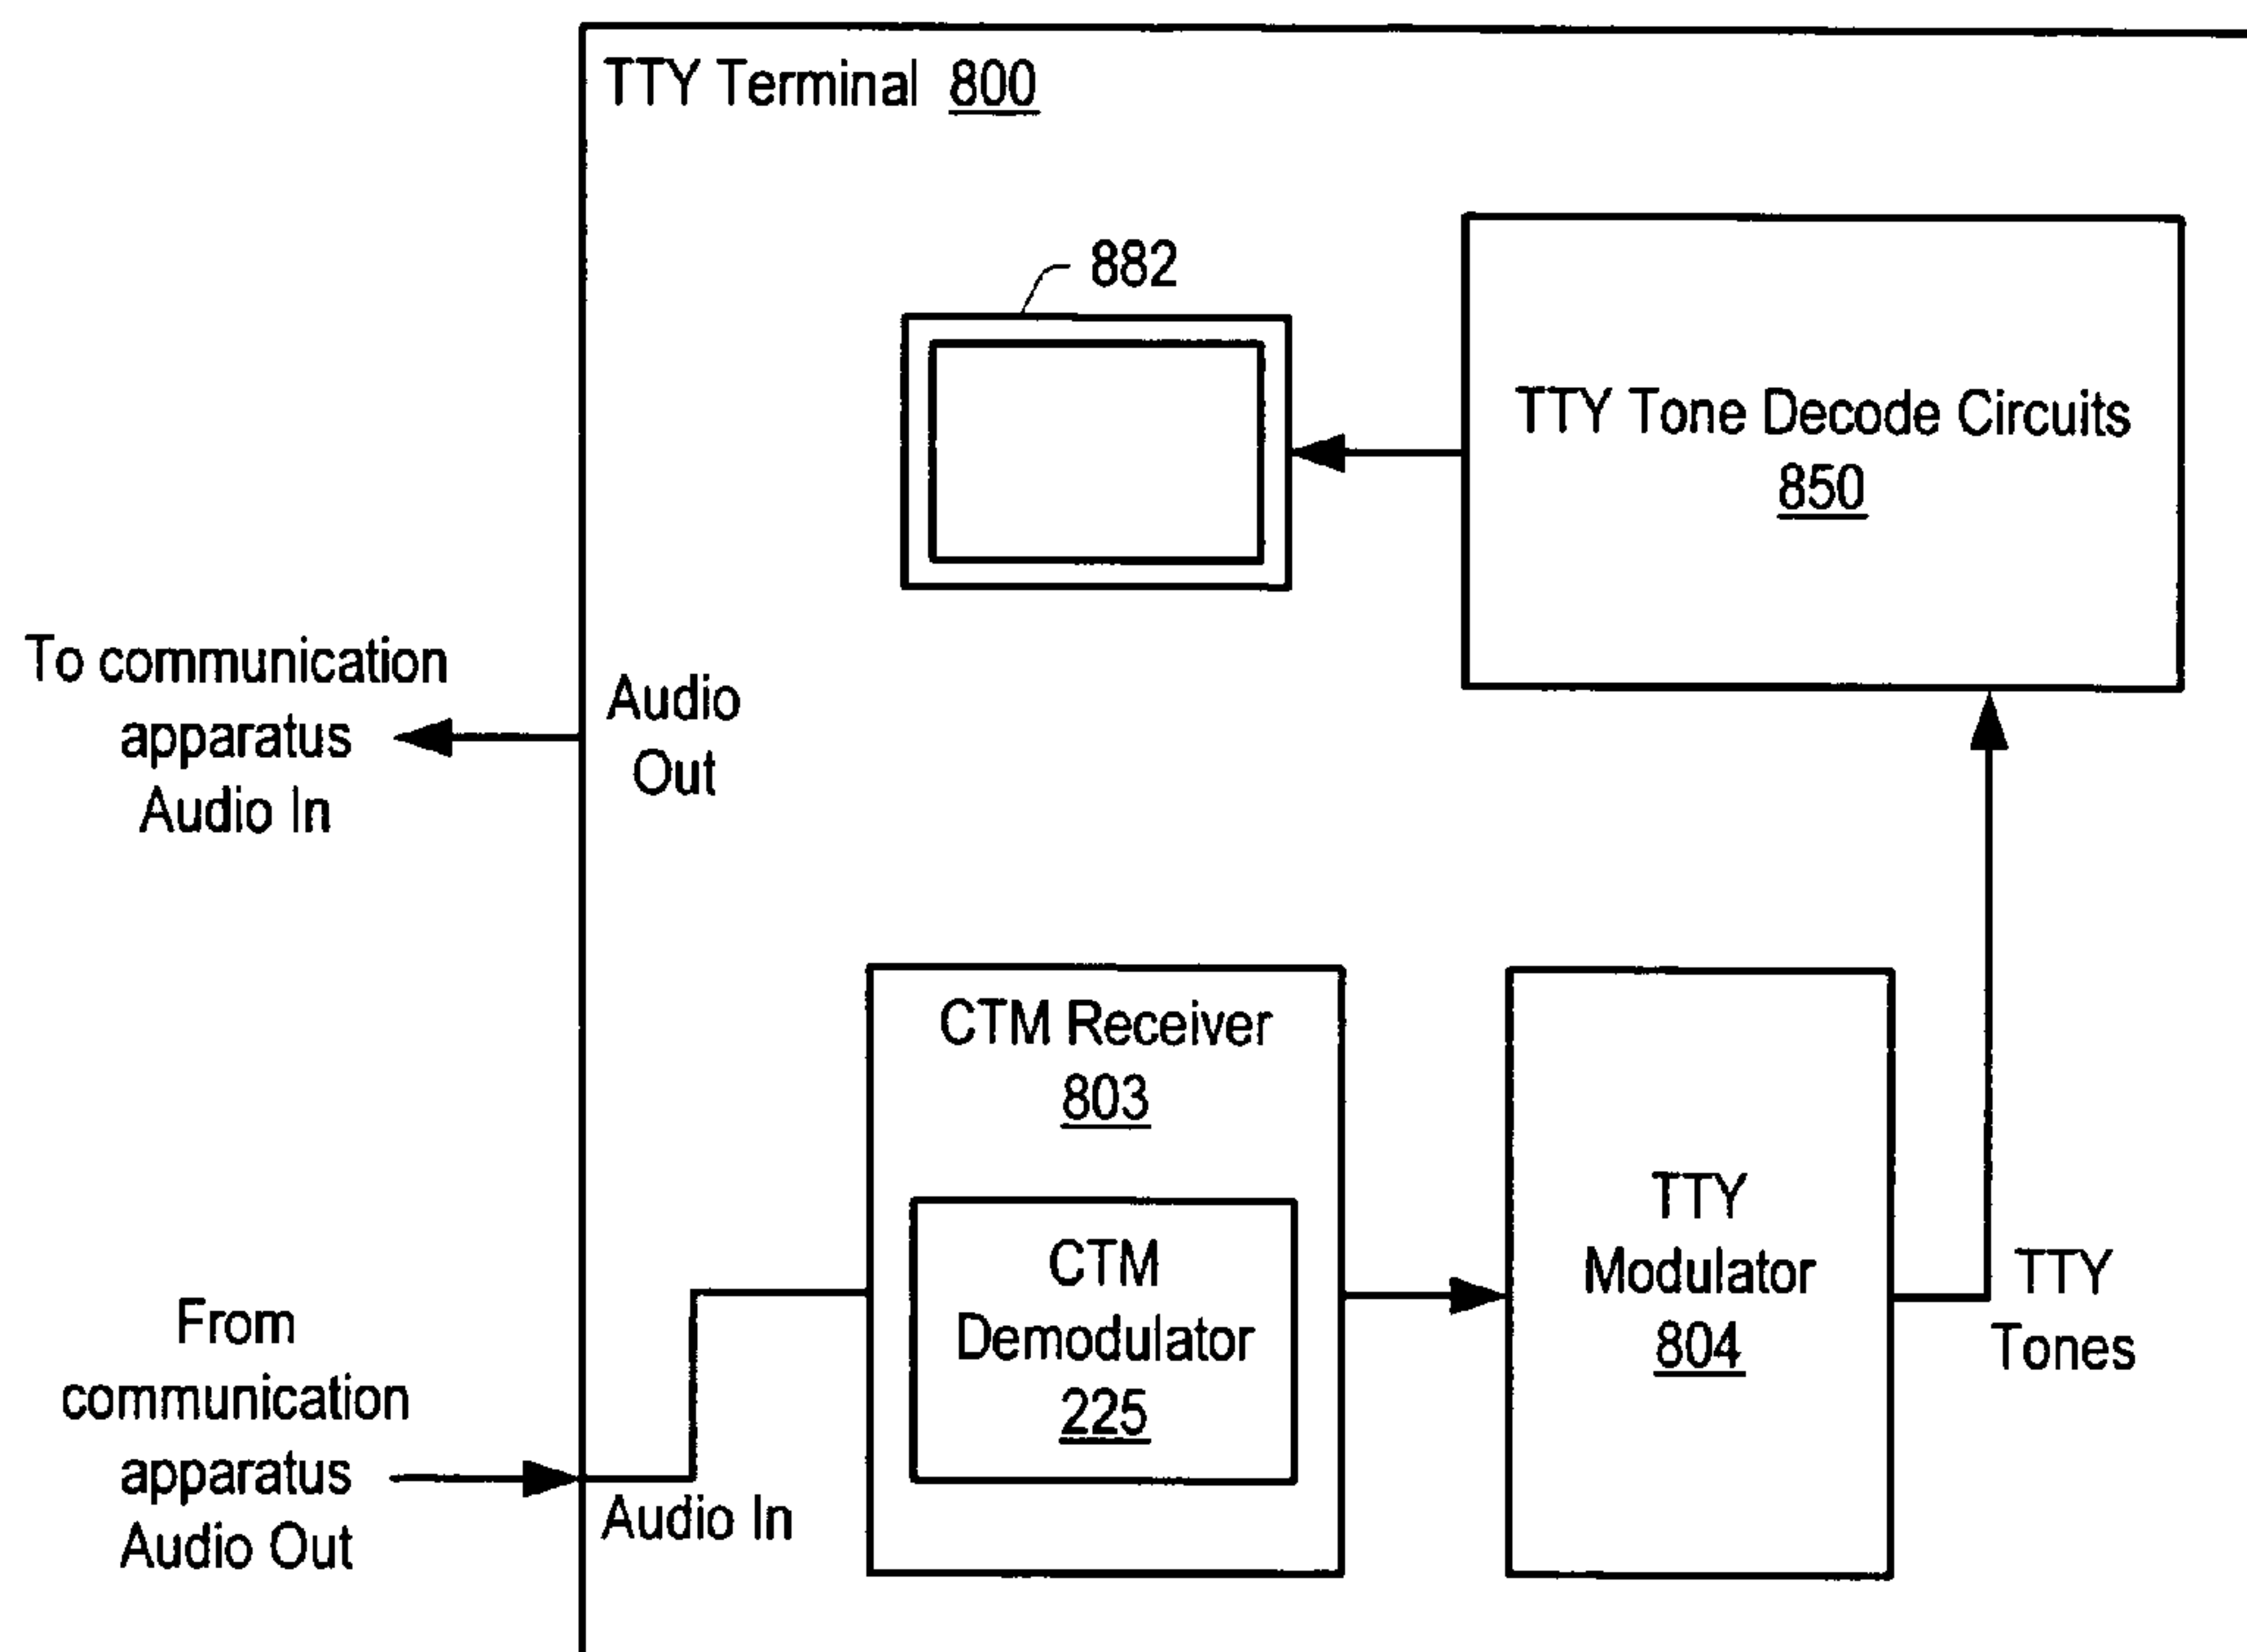 TTY Terminal 800
882
TTY Tone Decode Circuits
850
To communication
apparatus
Audio In
Audio
Out
CTM Receiver
803
CTM
Demodulator
225
TTY
Modulator
804
TTY
Tones
From
communication
apparatus
Audio Out
Audio In